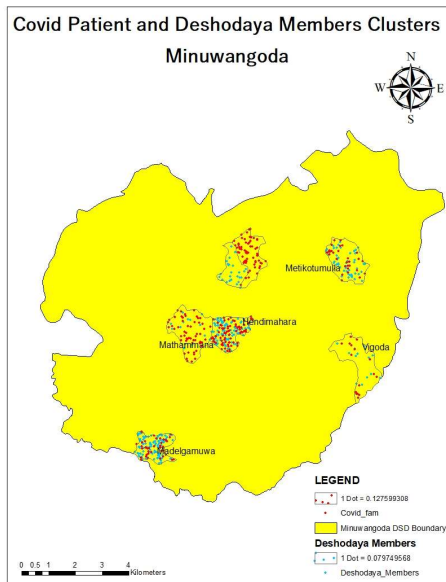 Covid Patient and Deshodaya Members Clusters
Minuwangoda
N
W E
S
Metikotumulla
Hendimahara
Mathammana
Vigoda
Madelgamuwa
LEGEND
1 Dot = 0.127599308
Covid_fam
Minuwangoda DSD Boundary
Deshodaya Members
1 Dot = 0.079749568
Deshodaya_Members
0 0.5 1 2 3 4
Kilometers